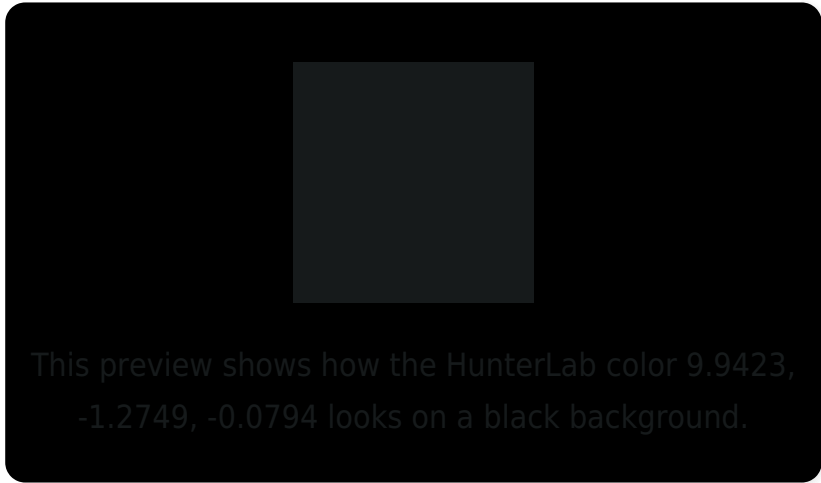 This preview shows how the HunterLab color 9.9423,
-1.2749, -0.0794 looks on a black background.